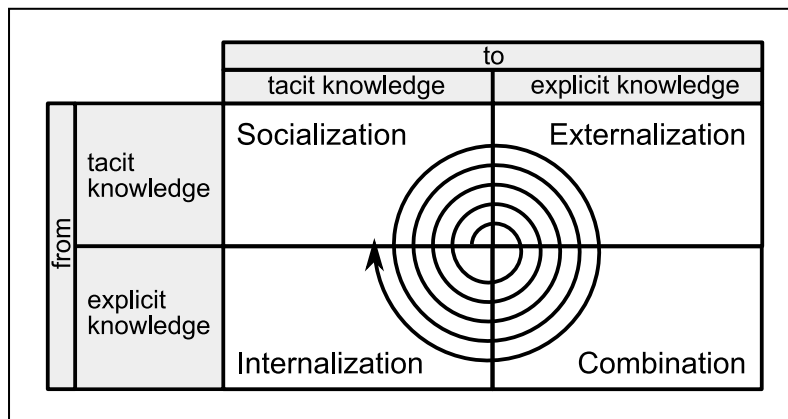 to
tacit knowledge
explicit knowledge
from
tacit
knowledge
Socialization
Externalization
explicit
knowledge
Internalization
Combination